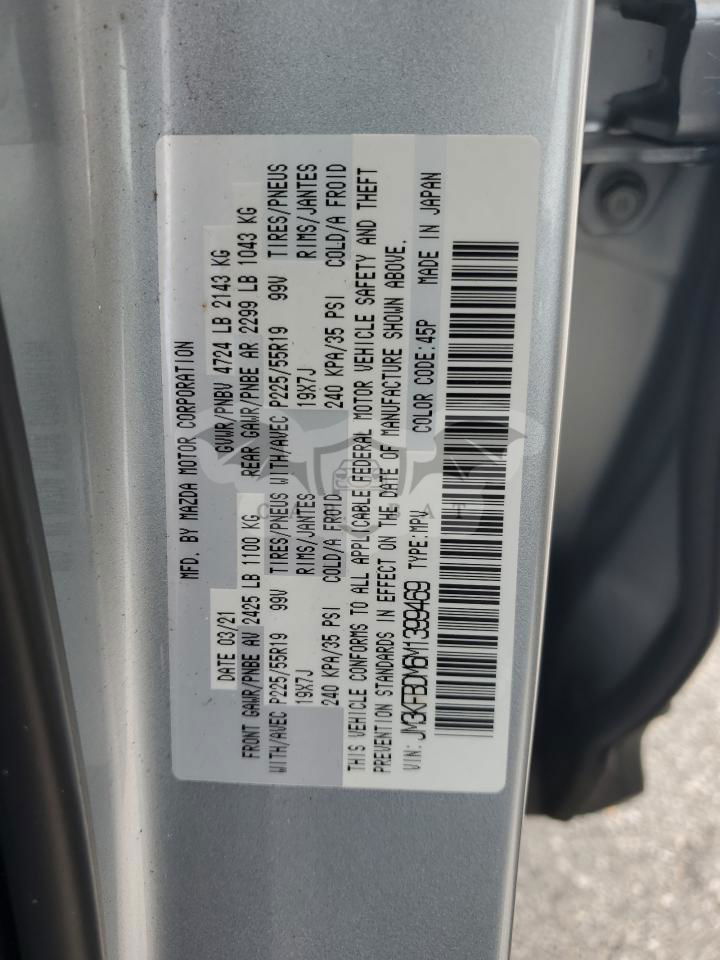 MFD. BY MAZDA MOTOR CORPORATION
DATE 03/21 GVWR/PNBV 4724 LB 2143 KG
FRONT GAWR/PNBE AV 2425 LB 1100 KG REAR GAWR/PNBE AR 2299 LB 1043 KG
WITH/AVEC P225/55R19 99V TIRES/PNEUS WITH/AVEC P225/55R19 99V TIRES/PNEUS
19X7J RIMS/JANTES 19X7J RIMS/JANTES
240 KPA/35 PSI COLD/A FROID 240 KPA/35 PSI COLD/A FROID
THIS VEHICLE CONFORMS TO ALL APPLICABLE FEDERAL MOTOR VEHICLE SAFETY AND THEFT
PREVENTION STANDARDS IN EFFECT ON THE DATE OF MANUFACTURE SHOWN ABOVE.
VIN: JM3KFBDM6M1399469 TYPE:MPV COLOR CODE:45P MADE IN JAPAN